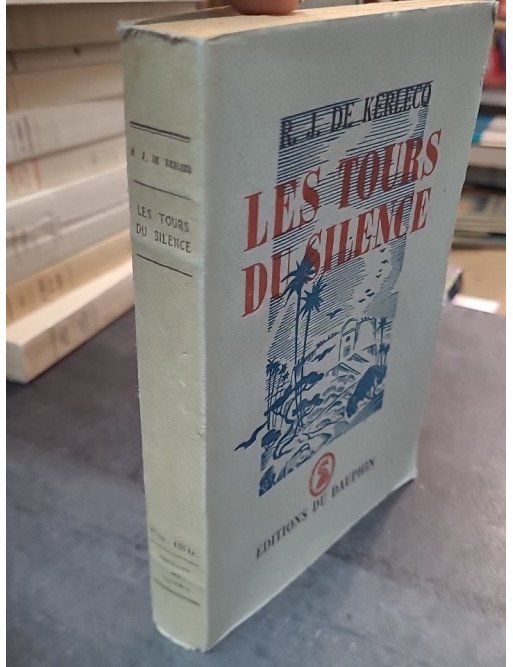 R. J. DE KERLECQ
LES TOURS
DU SILENCE
EDITIONS DU DAUPHIN
R. J. DE KERLECQ
LES TOURS
DU SILENCE